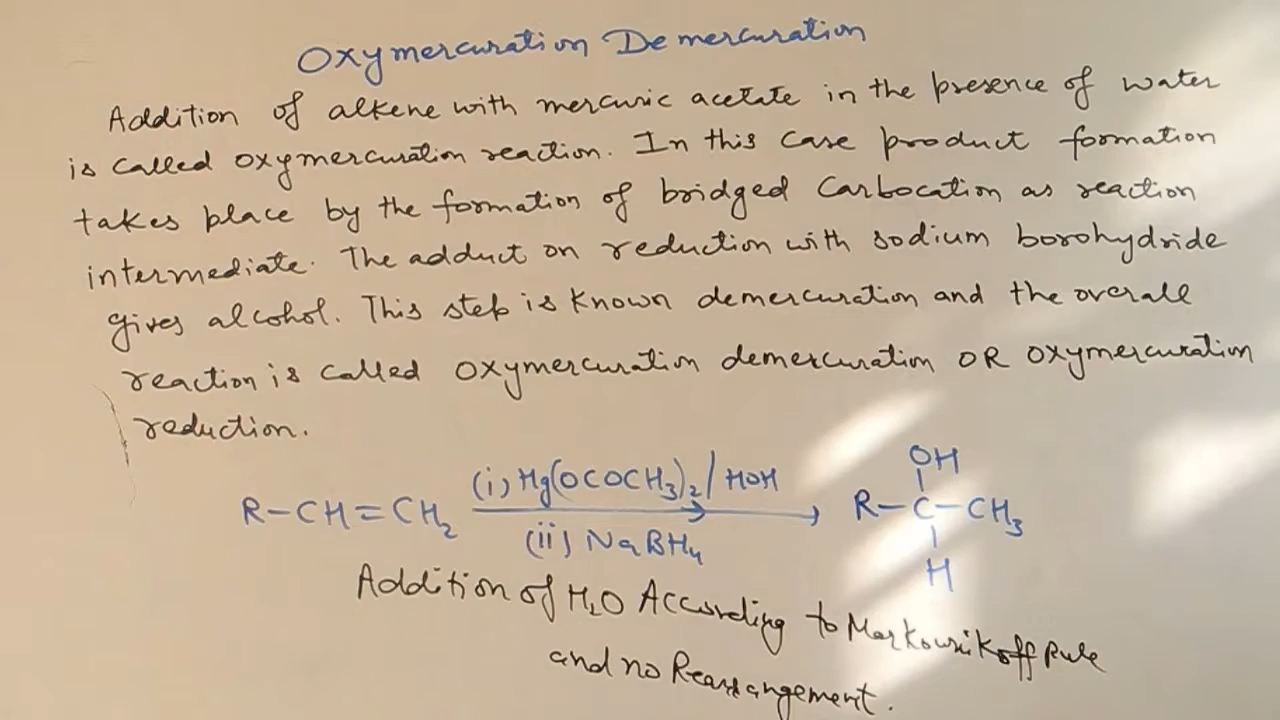 Oxymercuration Demercuration
Addition of alkene with mercuric acetate in the presence of water
is called oxymercuration reaction. In this case product formation
takes place by the formation of bridged carbocation as reaction
intermediate. The adduct on reduction with sodium borohydride
gives alcohol. This step is known demercuration and the overall
reaction is called oxymercuration demercuration OR oxymercuration
reduction.
R-CH=CH₂ (i) Hg(OCOCH₃)₂/HOH
(ii) NaBH₄ →
OH
R-C-CH₃
H
Addition of H₂O According to Markownikoff Rule
and no Rearrangement.